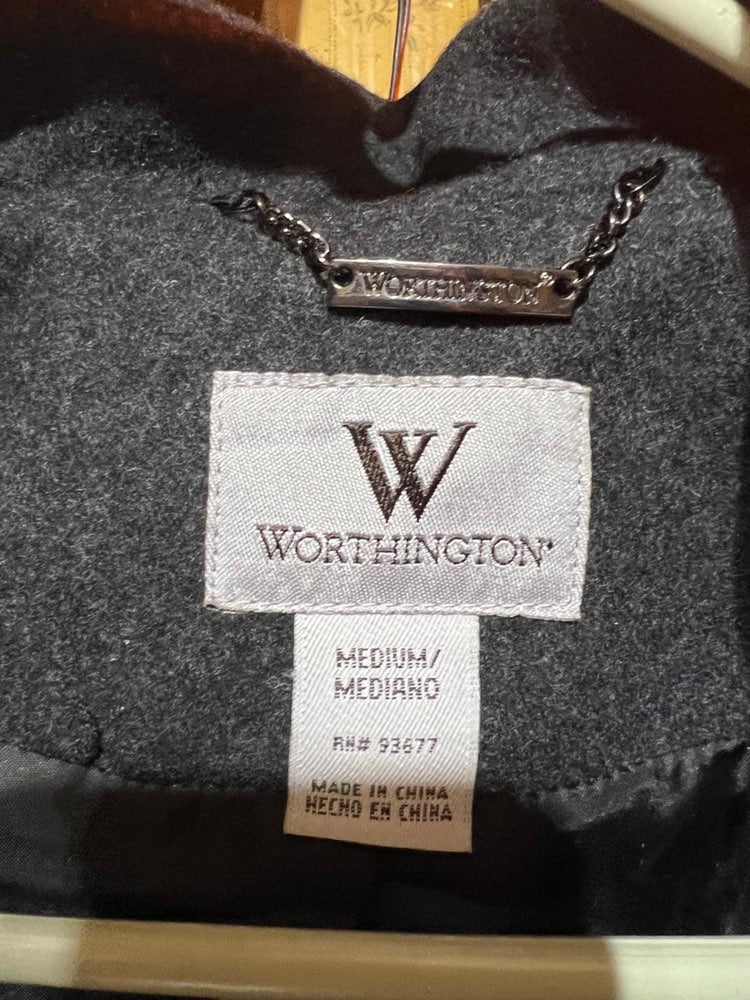 WORTHINGTON®
W
WORTHINGTON®
MEDIUM/
MEDIANO
RN# 93677
MADE IN CHINA
HECHO EN CHINA